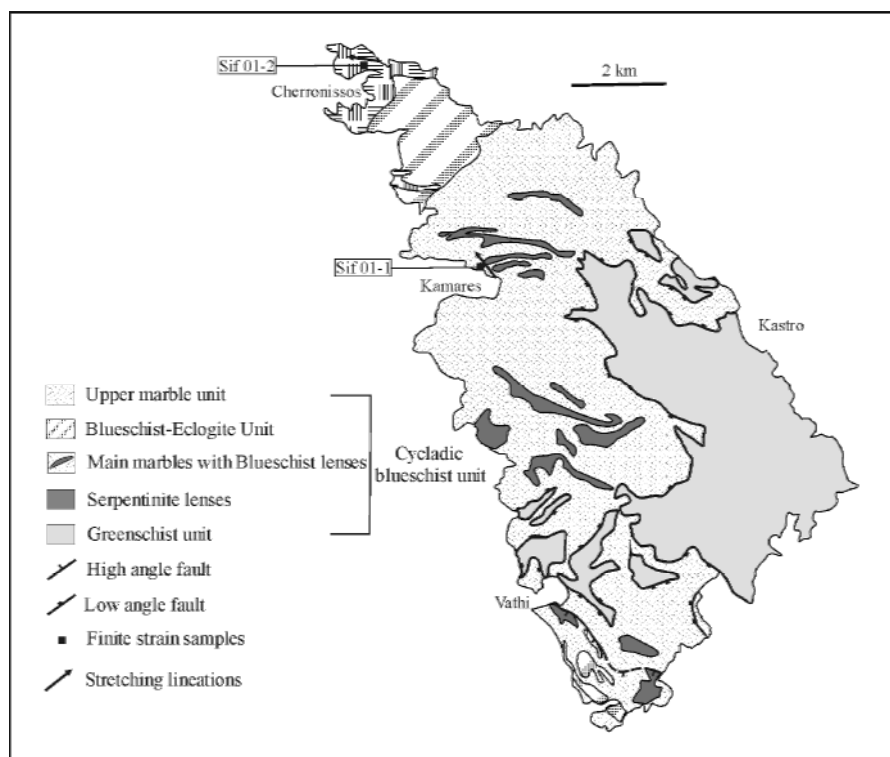 Sif 01-2
2 km
Cherronissos
Sif 01-1
Kamares
Kastro
Upper marble unit
Blueschist-Eclogite Unit
Main marbles with Blueschist lenses
Cycladic
blueschist unit
Serpentinite lenses
Greenschist unit
High angle fault
Low angle fault
Vathi
Finite strain samples
Stretching lineations